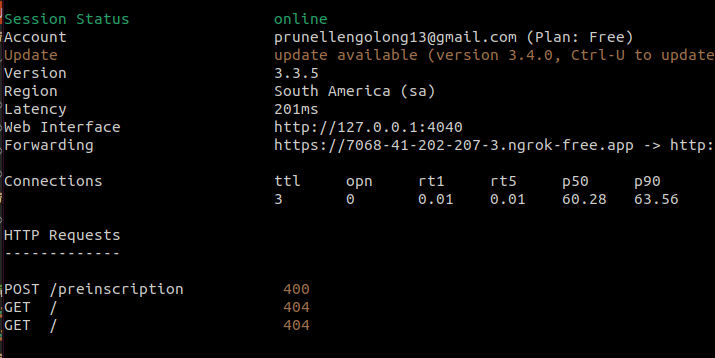 Session Status online
Account prunellengolong13@gmail.com (Plan: Free)
Update update available (version 3.4.0, Ctrl-U to update
Version 3.3.5
Region South America (sa)
Latency 201ms
Web Interface http://127.0.0.1:4040
Forwarding https://7068-41-202-207-3.ngrok-free.app -> http:
Connections ttl opn rt1 rt5 p50 p90
3 0 0.01 0.01 60.28 63.56
HTTP Requests
-------------
POST /preinscription 400
GET / 404
GET / 404